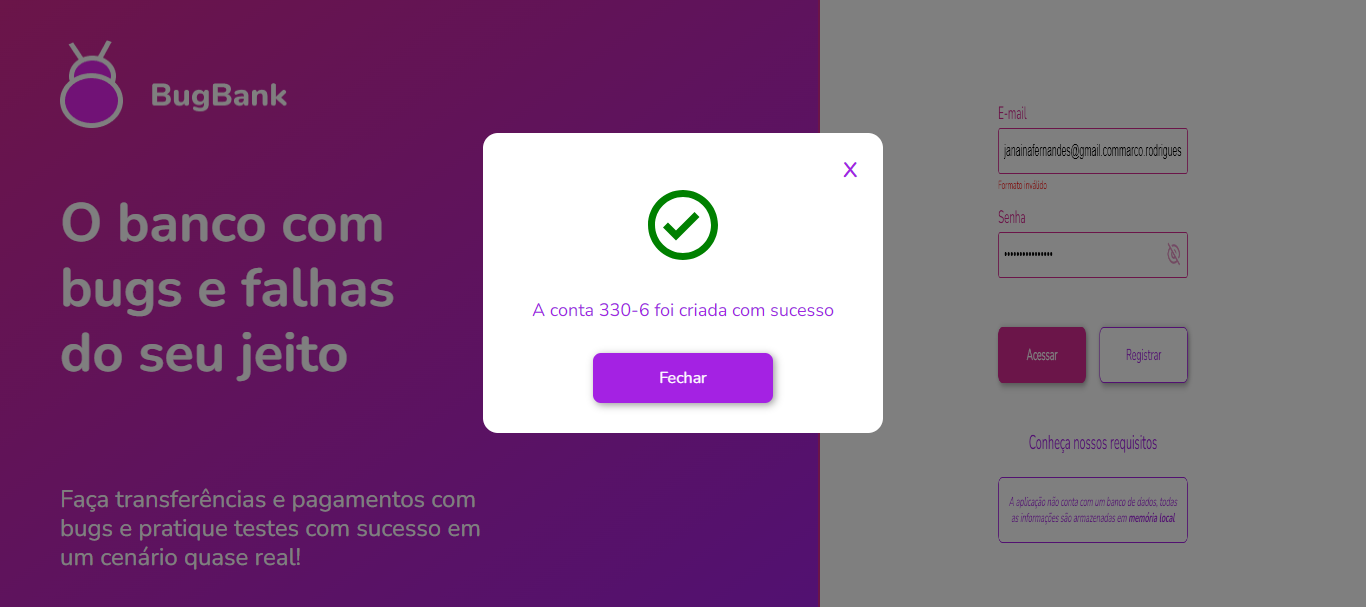 BugBank
O banco com
bugs e falhas
do seu jeito
Faça transferências e pagamentos com
bugs e pratique testes com sucesso em
um cenário quase real!
X
A conta 330-6 foi criada com sucesso
Fechar
E-mail
janainafernandes@gmail.commarco.rodrigues
Formato inválido
Senha
••••••••••••••••
Acessar
Registrar
Conheça nossos requisitos
A aplicação não conta com um banco de dados, todas
as informações são armazenadas em memória local